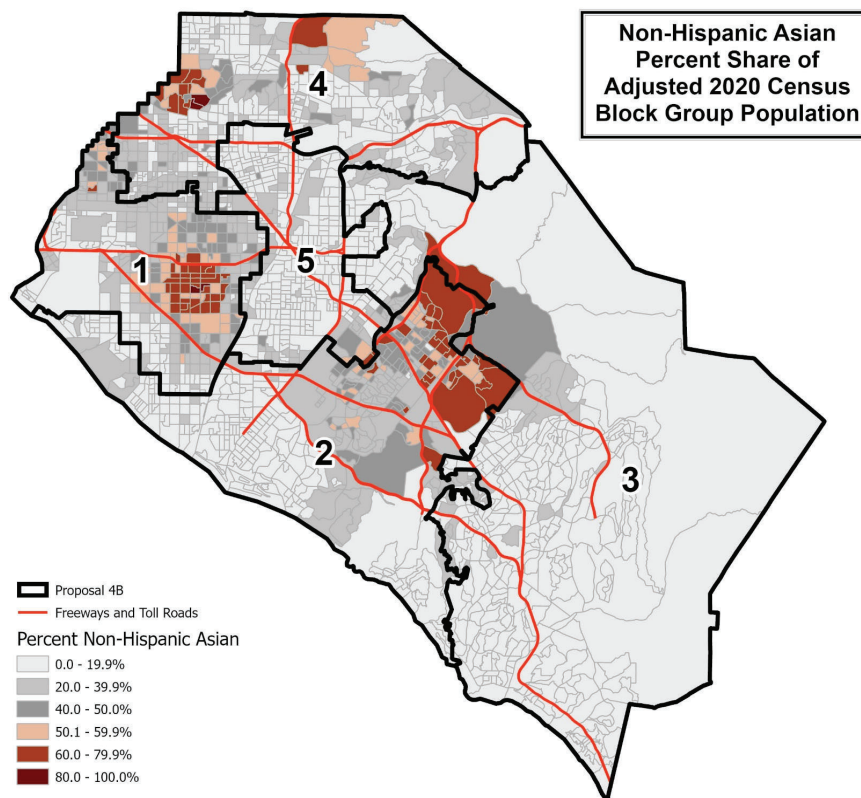 Non-Hispanic Asian
Percent Share of
Adjusted 2020 Census
Block Group Population
4
1
5
2
3
Proposal 4B
Freeways and Toll Roads
Percent Non-Hispanic Asian
0.0 - 19.9%
20.0 - 39.9%
40.0 - 50.0%
50.1 - 59.9%
60.0 - 79.9%
80.0 - 100.0%